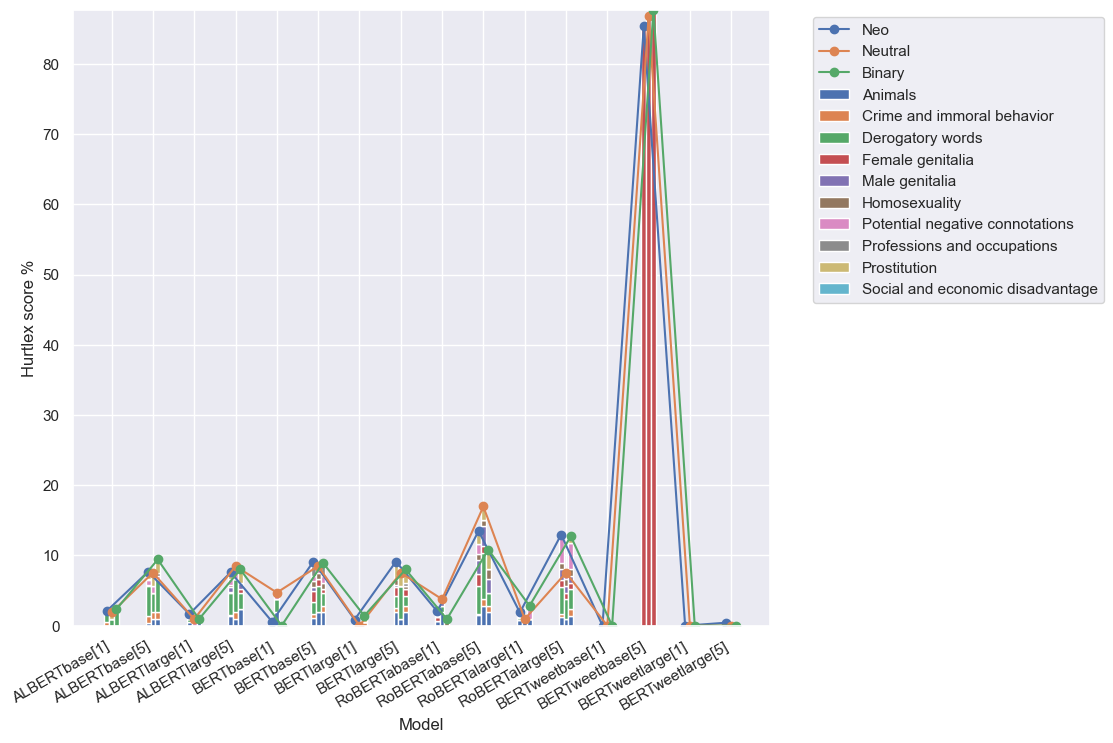 Hurtlex score %
80
70
60
50
40
30
20
10
0
ALBERTbase[1]
ALBERTbase[5]
ALBERTlarge[1]
ALBERTlarge[5]
BERTbase[1]
BERTbase[5]
BERTlarge[1]
BERTlarge[5]
RoBERTabase[1]
RoBERTabase[5]
RoBERTalarge[1]
RoBERTalarge[5]
BERTweetbase[1]
BERTweetbase[5]
BERTweetlarge[1]
BERTweetlarge[5]
Model
Neo
Neutral
Binary
Animals
Crime and immoral behavior
Derogatory words
Female genitalia
Male genitalia
Homosexuality
Potential negative connotations
Professions and occupations
Prostitution
Social and economic disadvantage